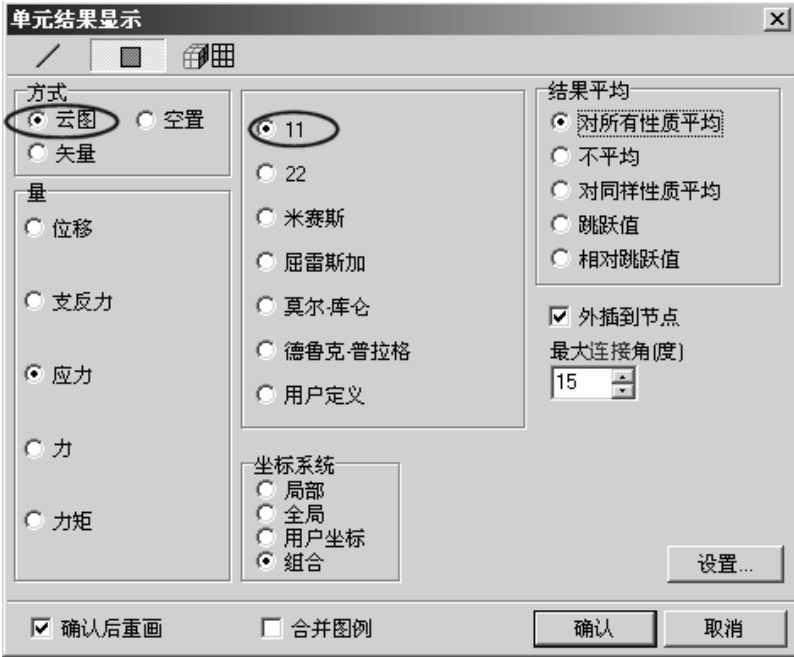 单元结果显示
方式
云图
空置
矢量
量
位移
支反力
应力
力
力矩
11
22
米赛斯
屈雷斯加
莫尔-库仑
德鲁克-普拉格
用户定义
坐标系统
局部
全局
用户坐标
组合
结果平均
对所有性质平均
不平均
对同样性质平均
跳跃值
相对跳跃值
外插到节点
最大连接角(度)
15
设置...
确认后重画
合并图例
确认
取消